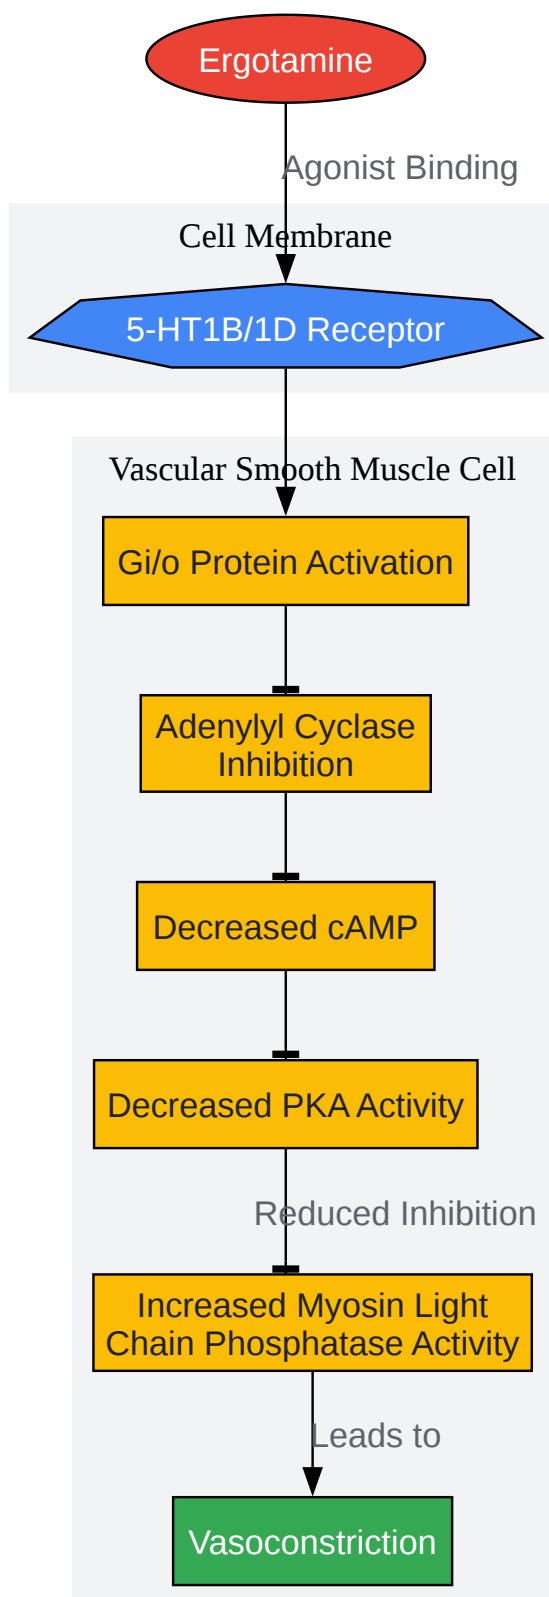 Ergotamine
Agonist Binding
Cell Membrane
5-HT1B/1D Receptor
Vascular Smooth Muscle Cell
Gi/o Protein Activation
Adenylyl Cyclase
Inhibition
Decreased cAMP
Decreased PKA Activity
Reduced Inhibition
Increased Myosin Light
Chain Phosphatase Activity
Leads to
Vasoconstriction